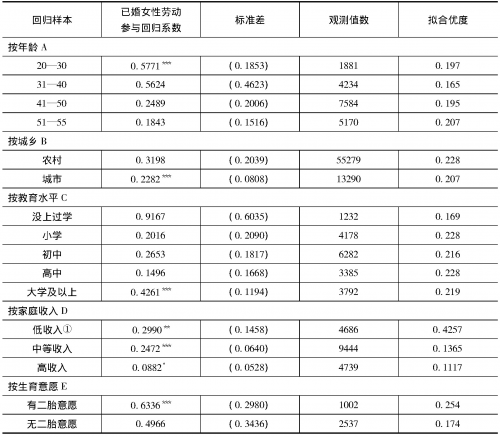 回归样本 已婚女性劳动参与回归系数 标准差 观测值数 拟合优度
按年龄 A
20—30 0.5771*** (0.1853) 1881 0.197
31—40 0.5624 (0.4623) 4234 0.165
41—50 0.2489 (0.2006) 7584 0.195
51—55 0.1843 (0.1516) 5170 0.207
按城乡 B
农村 0.3198 (0.2039) 55279 0.228
城市 0.2282*** (0.0808) 13290 0.207
按教育水平 C
没上过学 0.9167 (0.6035) 1232 0.169
小学 0.2016 (0.2090) 4178 0.228
初中 0.2653 (0.1817) 6282 0.216
高中 0.1496 (0.1668) 3385 0.228
大学及以上 0.4261*** (0.1194) 3792 0.219
按家庭收入 D
低收入① 0.2990** (0.1458) 4686 0.4257
中等收入 0.2472*** (0.0640) 9444 0.1365
高收入 0.0882* (0.0528) 4739 0.1117
按生育意愿 E
有二胎意愿 0.6336*** (0.2980) 1002 0.254
无二胎意愿 0.4966 (0.3436) 2537 0.174